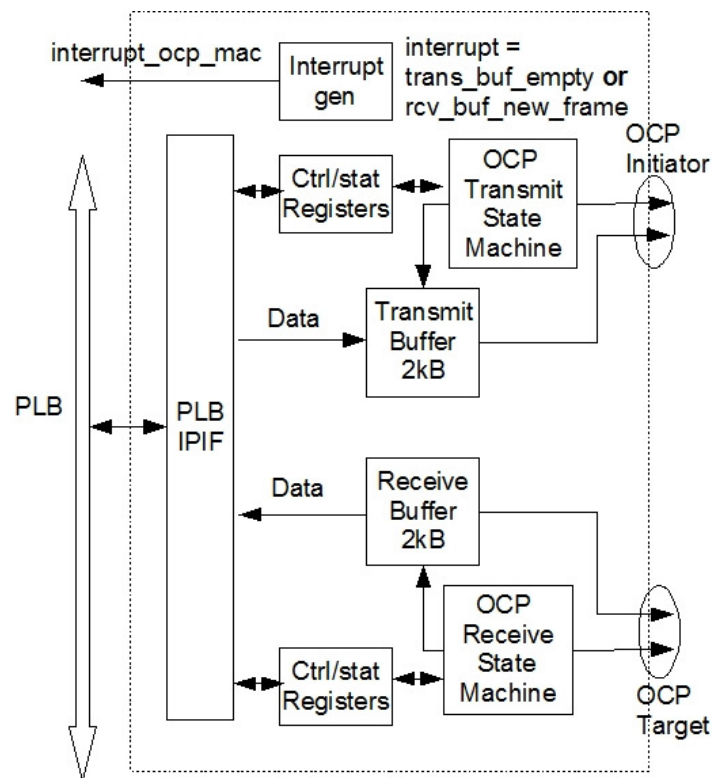 interrupt_ocp_mac
Interrupt
gen
interrupt =
trans_buf_empty or
rcv_buf_new_frame
OCP
Initiator
Ctrl/stat
Registers
OCP
Transmit
State
Machine
Data
Transmit
Buffer
2kB
PLB
PLB
IPIF
Data
Receive
Buffer
2kB
Ctrl/stat
Registers
OCP
Receive
State
Machine
OCP
Target